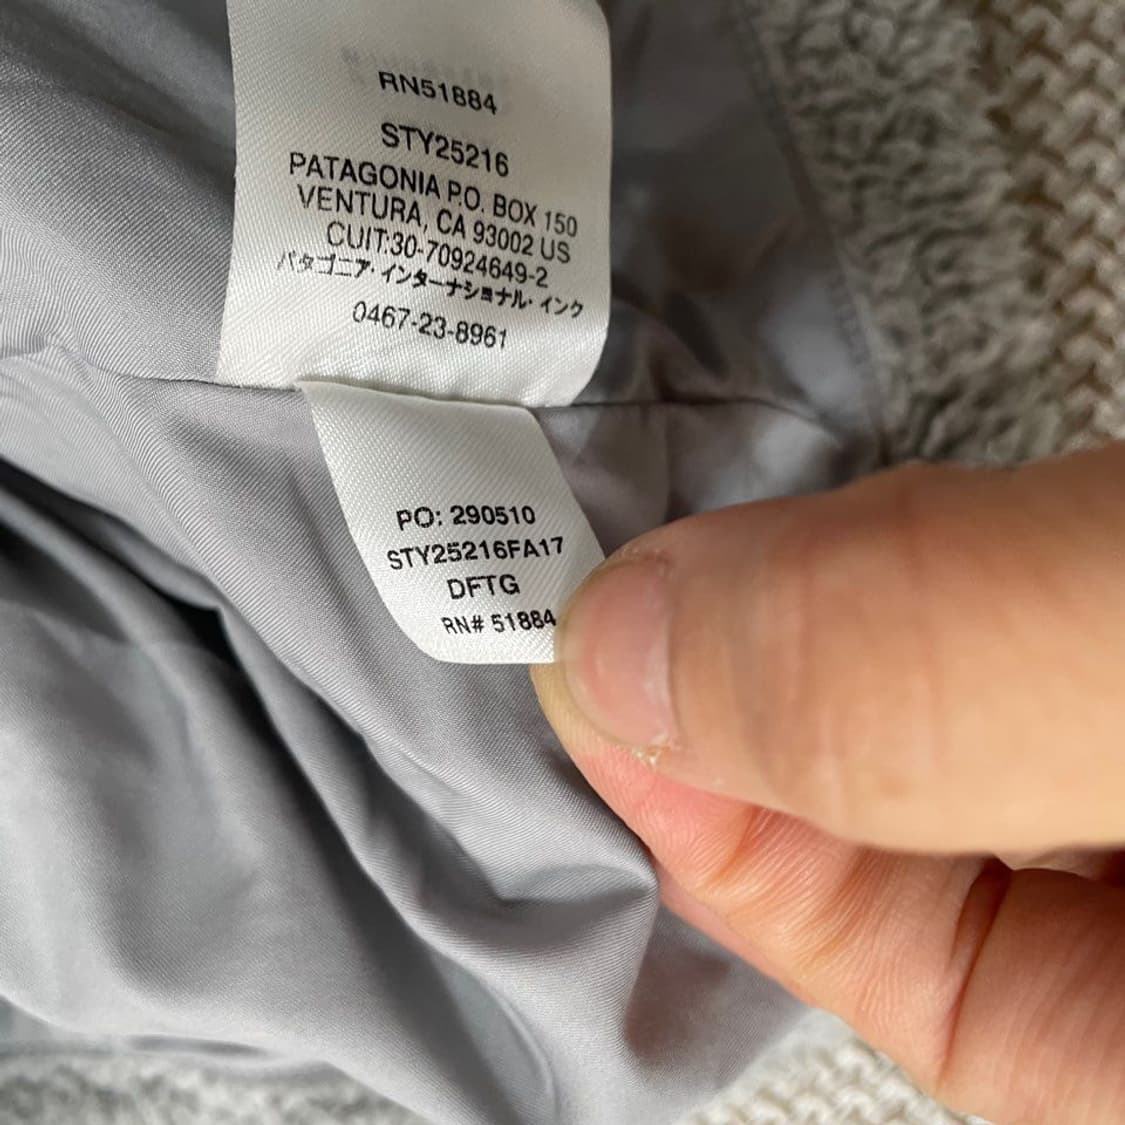 RN51884
STY25216
PATAGONIA P.O. BOX 150
VENTURA, CA 93002 US
CUIT:30-70924649-2
パタゴニア・インターナショナル・インク
0467-23-8961
PO: 290510
STY25216FA17
DFTG
RN# 51884